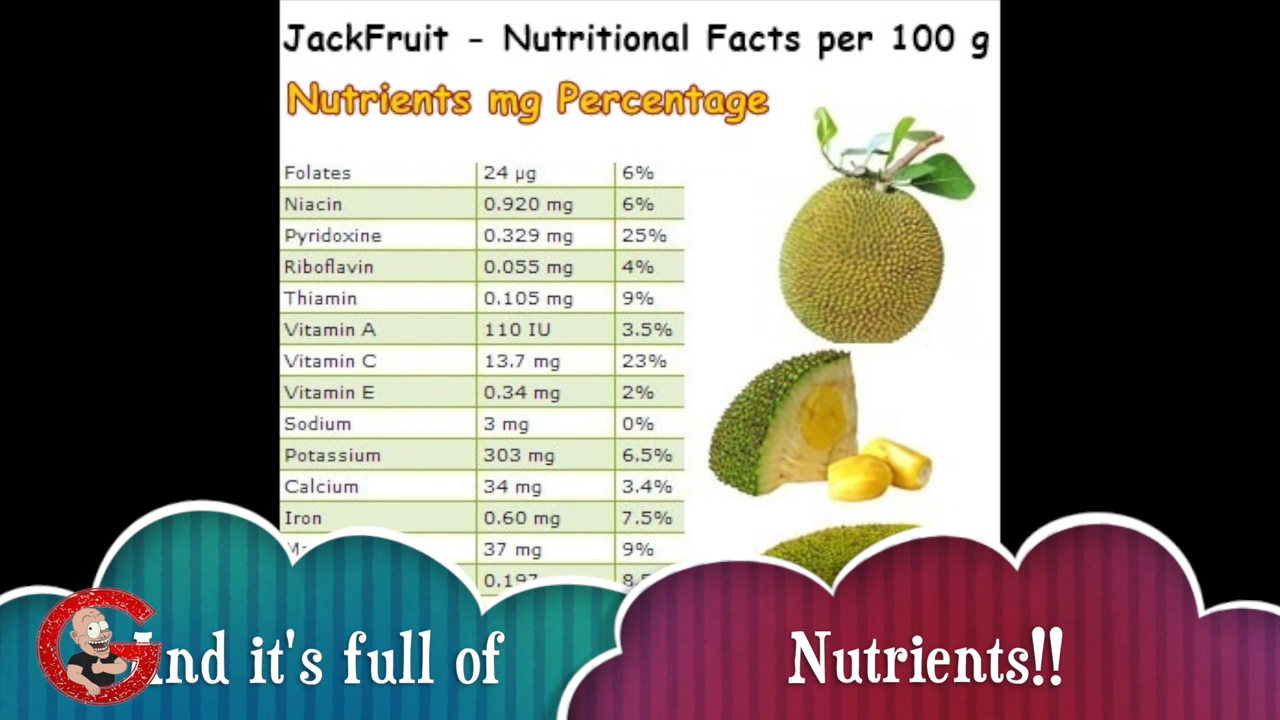 JackFruit - Nutritional Facts per 100 g
Nutrients mg Percentage
Folates 24 µg 6%
Niacin 0.920 mg 6%
Pyridoxine 0.329 mg 25%
Riboflavin 0.055 mg 4%
Thiamin 0.105 mg 9%
Vitamin A 110 IU 3.5%
Vitamin C 13.7 mg 23%
Vitamin E 0.34 mg 2%
Sodium 3 mg 0%
Potassium 303 mg 6.5%
Calcium 34 mg 3.4%
Iron 0.60 mg 7.5%
37 mg 9%
0.197
G
And it's full of Nutrients!!